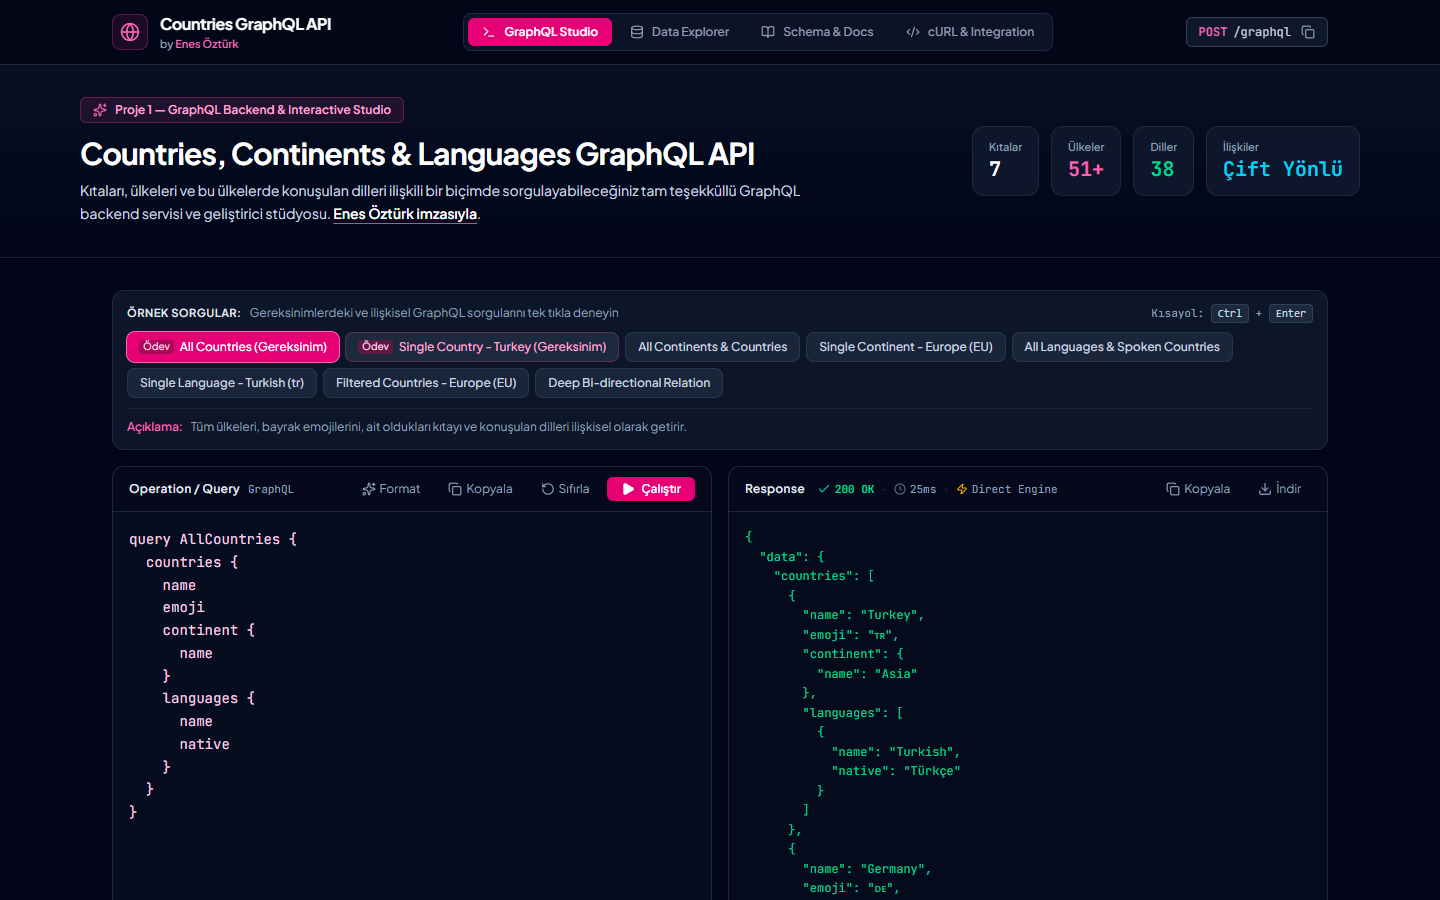 Countries GraphQL API
by Enes Öztürk
GraphQL Studio
Data Explorer
Schema & Docs
cURL & Integration
POST /graphql
Proje 1 — GraphQL Backend & Interactive Studio
Countries, Continents & Languages GraphQL API
Kıtaları, ülkeleri ve bu ülkelerde konuşulan dilleri ilişkili bir biçimde sorgulayabileceğiniz tam teşekküllü GraphQL
backend servisi ve geliştirici stüdyosu. Enes Öztürk imzasıyla.
Kıtalar
7
Ülkeler
51+
Diller
38
İlişkiler
Çift Yönlü
ÖRNEK SORGULAR: Gereksinimlerdeki ve ilişkisel GraphQL sorgularını tek tıkla deneyin
Kısayol: Ctrl + Enter
Ödev All Countries (Gereksinim)
Ödev Single Country - Turkey (Gereksinim)
All Continents & Countries
Single Continent - Europe (EU)
All Languages & Spoken Countries
Single Language - Turkish (tr)
Filtered Countries - Europe (EU)
Deep Bi-directional Relation
Açıklama: Tüm ülkeleri, bayrak emojilerini, ait oldukları kıtayı ve konuşulan dilleri ilişkisel olarak getirir.
Operation / Query GraphQL
Format
Kopyala
Sıfırla
Çalıştır
query AllCountries {
  countries {
    name
    emoji
    continent {
      name
    }
    languages {
      name
      native
    }
  }
}
Response 200 OK · 25ms · Direct Engine
Kopyala
İndir
{
  "data": {
    "countries": [
      {
        "name": "Turkey",
        "emoji": "🇹🇷",
        "continent": {
          "name": "Asia"
        },
        "languages": [
          {
            "name": "Turkish",
            "native": "Türkçe"
          }
        ]
      },
      {
        "name": "Germany",
        "emoji": "🇩🇪",